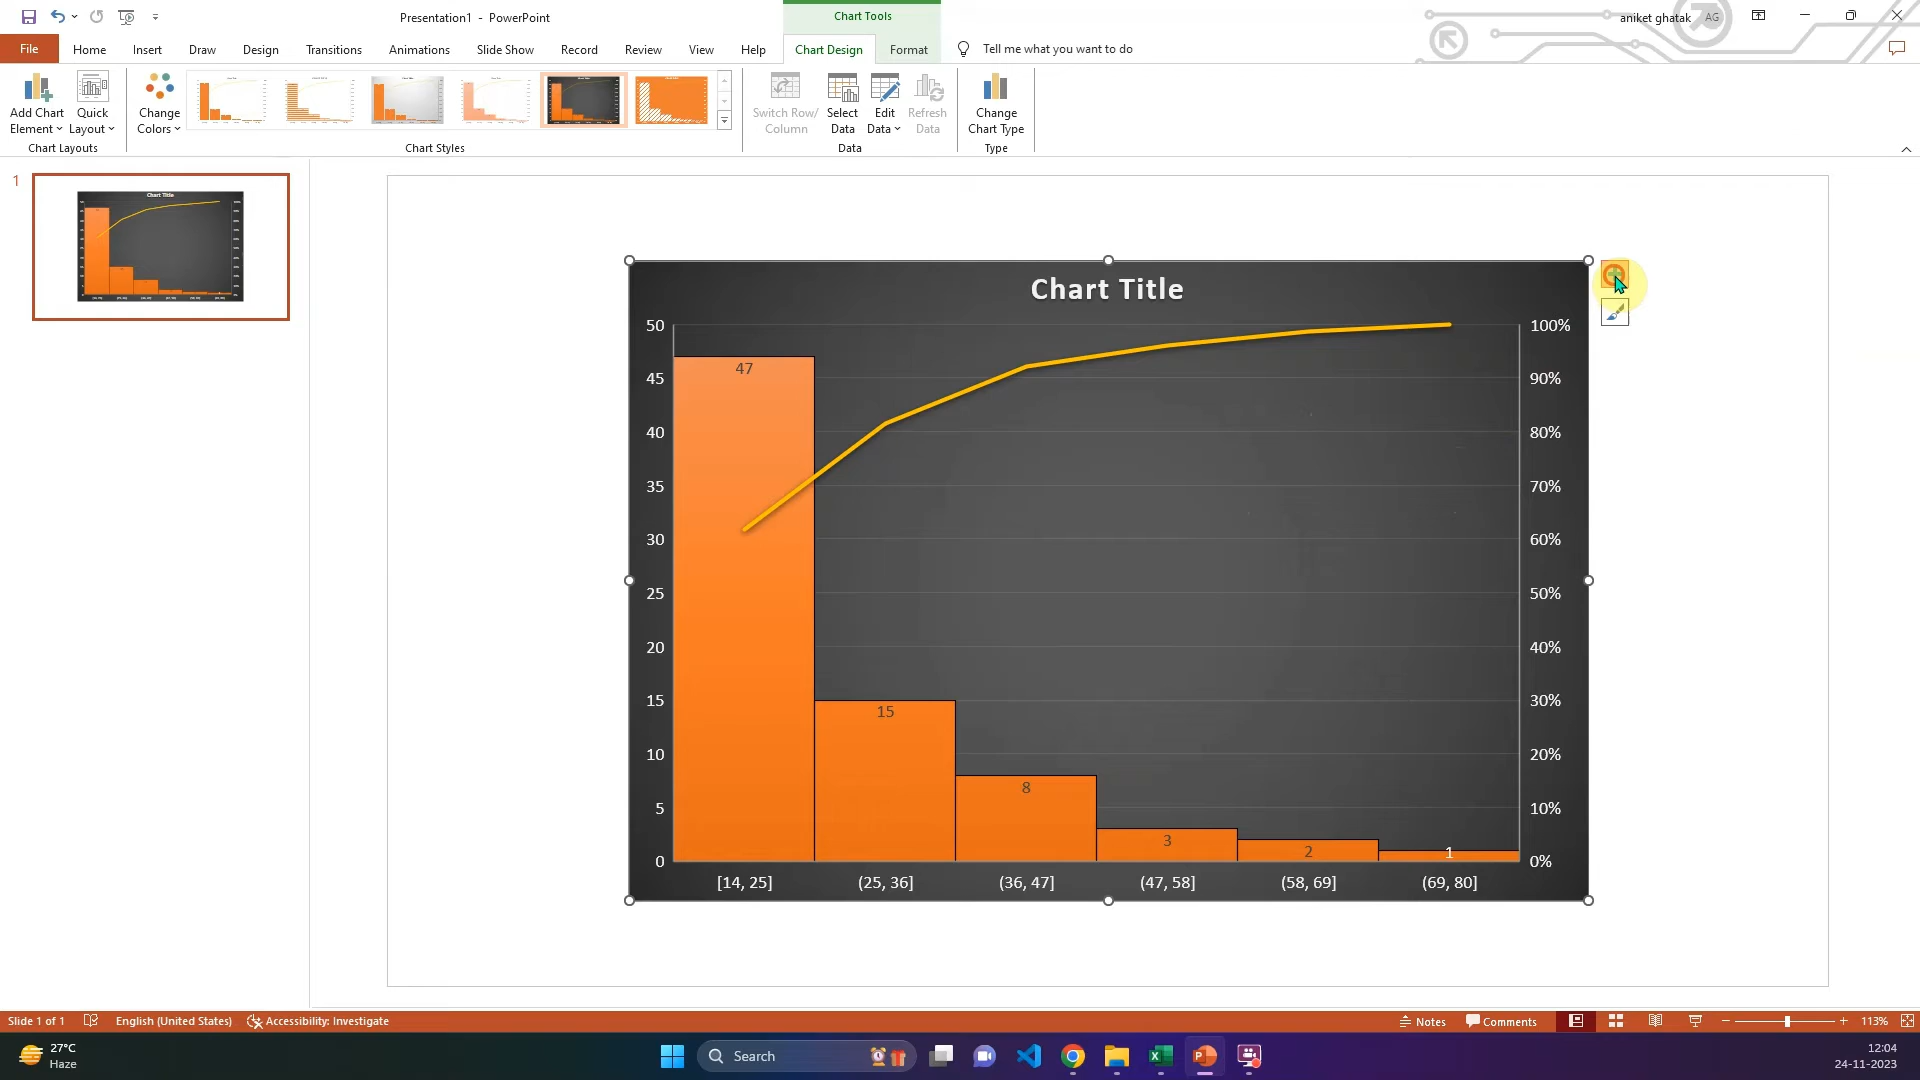 Presentation1 - PowerPoint
Chart Tools
aniket ghatak AG
File Home Insert Draw Design Transitions Animations Slide Show Record Review View Help Chart Design Format Tell me what you want to do
Add Chart Element
Quick Layout
Change Colors
Switch Row/ Column
Select Data
Edit Data
Refresh Data
Change Chart Type
Chart Layouts Chart Styles Data Type
1
Chart Title
Chart Title
50 100%
47
45 90%
40 80%
35 70%
30 60%
25 50%
20 40%
15 30%
15
10 20%
8
5 10%
3
2
1
0 0%
[14, 25] (25, 36] (36, 47] (47, 58] (58, 69] (69, 80]
Slide 1 of 1 English (United States) Accessibility: Investigate Notes Comments 113%
27°C
Haze
Search
12:04
24-11-2023